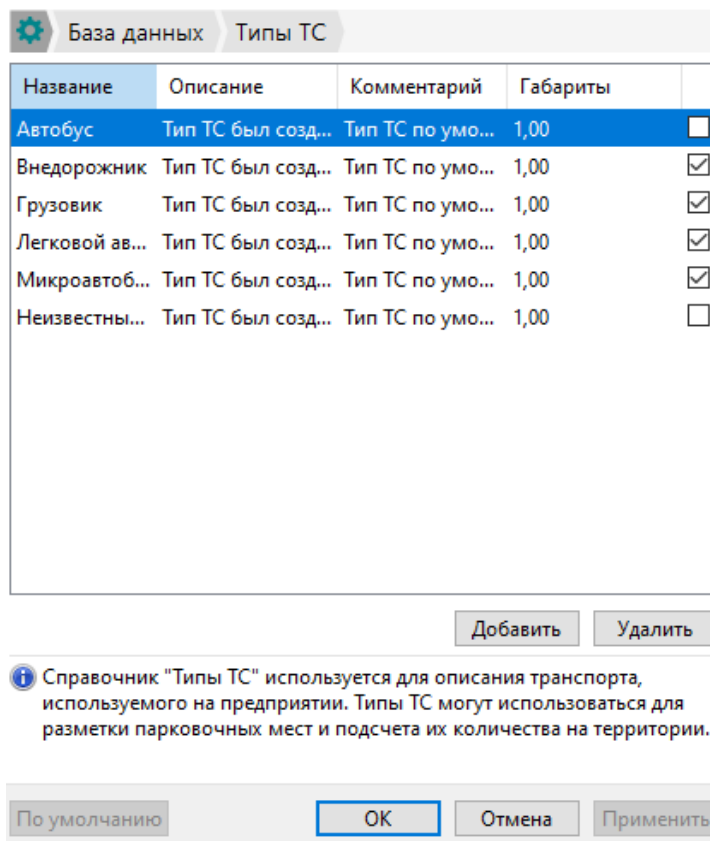 База данных Типы ТС
Название Описание Комментарий Габариты
Автобус Тип ТС был созд... Тип ТС по умо... 1,00
Внедорожник Тип ТС был созд... Тип ТС по умо... 1,00
Грузовик Тип ТС был созд... Тип ТС по умо... 1,00
Легковой ав... Тип ТС был созд... Тип ТС по умо... 1,00
Микроавтоб... Тип ТС был созд... Тип ТС по умо... 1,00
Неизвестны... Тип ТС был созд... Тип ТС по умо... 1,00
Добавить Удалить
Справочник "Типы ТС" используется для описания транспорта,
используемого на предприятии. Типы ТС могут использоваться для
разметки парковочных мест и подсчета их количества на территории.
По умолчанию ОК Отмена Применить